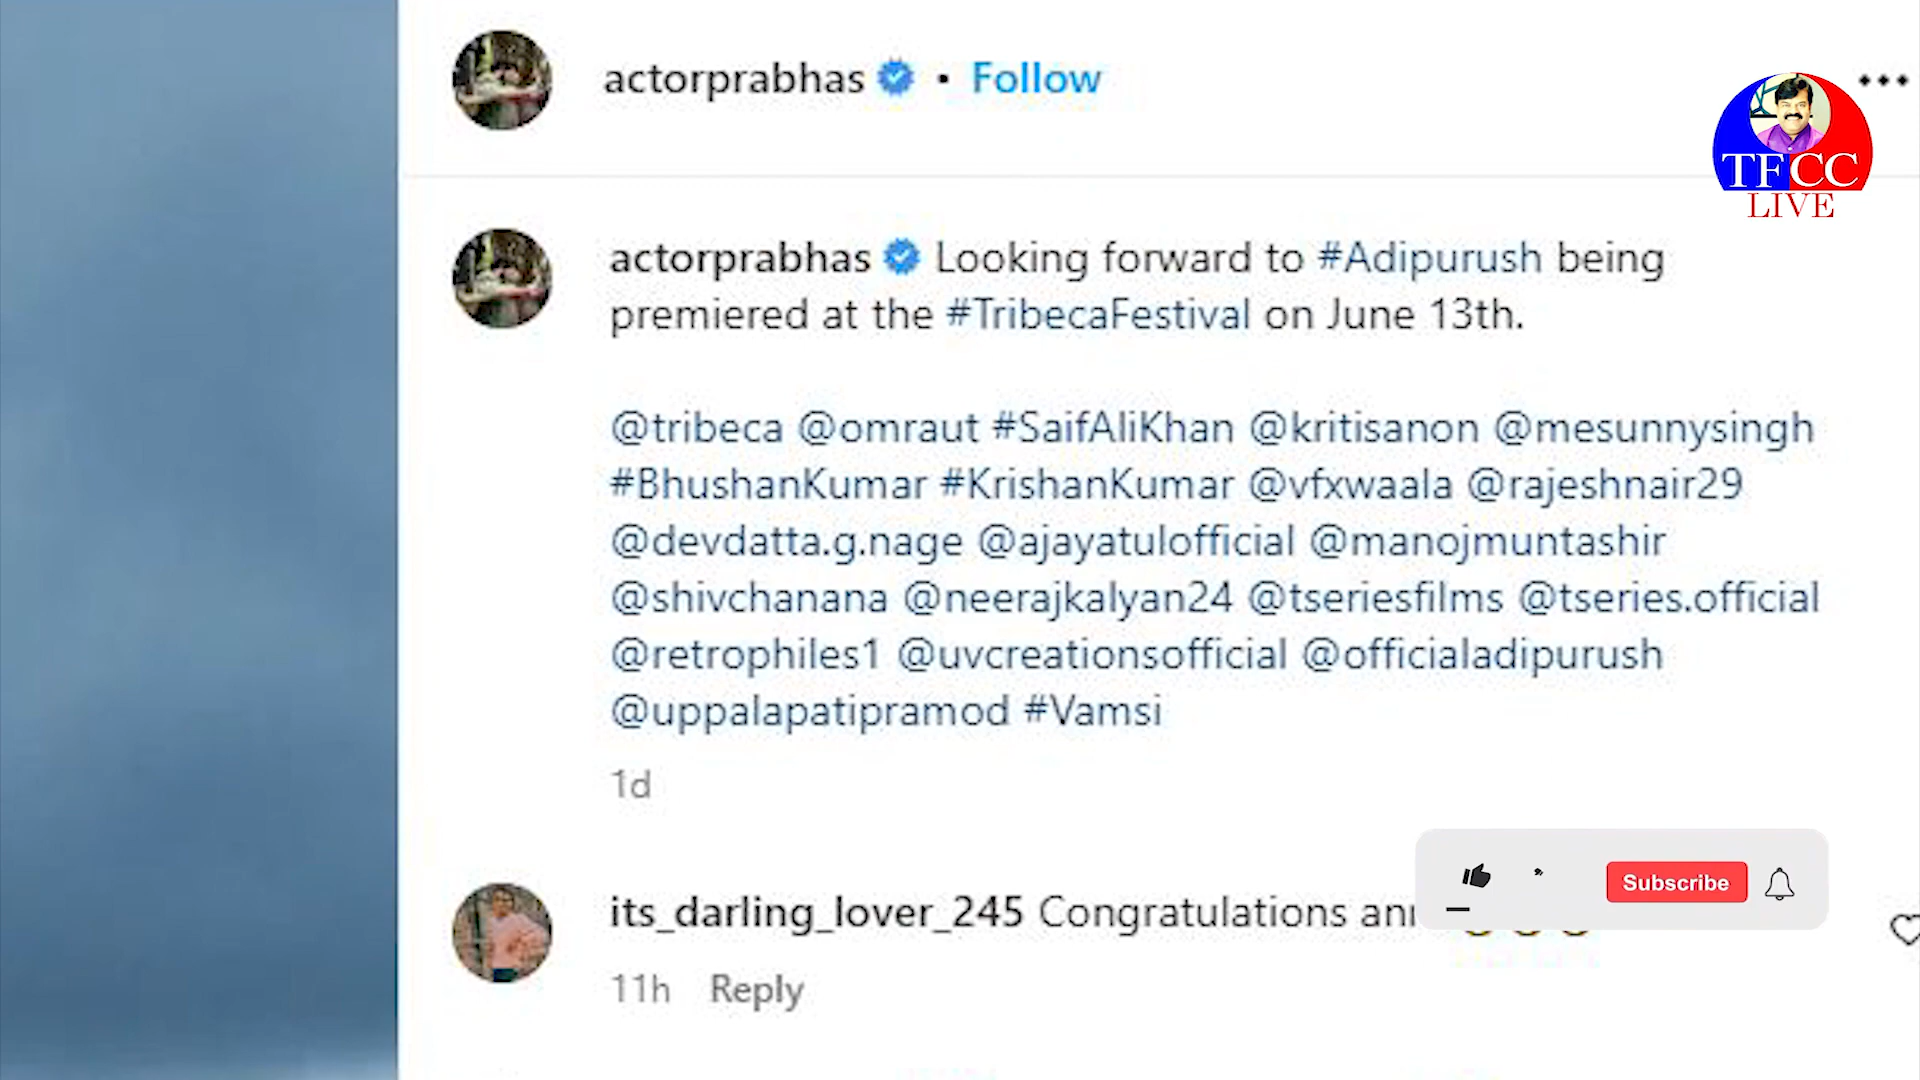 actorprabhas • Follow
TFCC
LIVE
actorprabhas Looking forward to #Adipurush being
premiered at the #TribecaFestival on June 13th.
@tribeca @omraut #SaifAliKhan @kritisanon @mesunnysingh
#BhushanKumar #KrishanKumar @vfxwaala @rajeshnair29
@devdatta.g.nage @ajayatulofficial @manojmuntashir
@shivchanana @neerajkalyan24 @tseriesfilms @tseries.official
@retrophiles1 @uvcreationsofficial @officialadipurush
@uppalapatipramod #Vamsi
1d
its_darling_lover_245 Congratulations
Subscribe
11h Reply